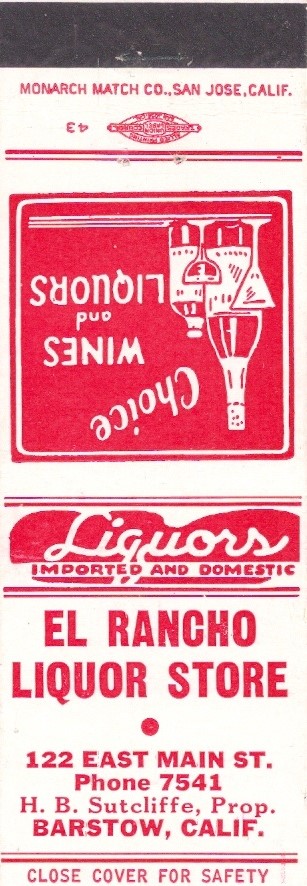 MONARCH MATCH CO., SAN JOSE, CALIF.
43
Choice
WINES
and
LIQUORS
Liquors
IMPORTED AND DOMESTIC
EL RANCHO
LIQUOR STORE
122 EAST MAIN ST.
Phone 7541
H. B. Sutcliffe, Prop.
BARSTOW, CALIF.
CLOSE COVER FOR SAFETY